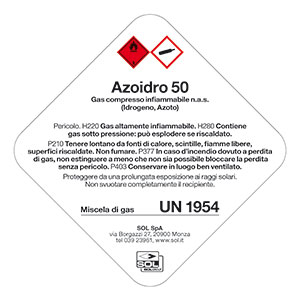 Azoidro 50
Gas compresso infiammabile n.a.s.
(Idrogeno, Azoto)
Pericolo. H220 Gas altamente infiammabile. H280 Contiene
gas sotto pressione: può esplodere se riscaldato.
P210 Tenere lontano da fonti di calore, scintille, fiamme libere,
superfici riscaldate. Non fumare. P377 In caso d'incendio dovuto a perdita
di gas, non estinguere a meno che non sia possibile bloccare la perdita
senza pericolo. P403 Conservare in luogo ben ventilato.
Proteggere da una prolungata esposizione ai raggi solari.
Non svuotare completamente il recipiente.
Miscela di gas UN 1954
SOL SpA
via Borgazzi 27, 20900 Monza
tel 039 23961, www.sol.it
SOL
SOLGROUP